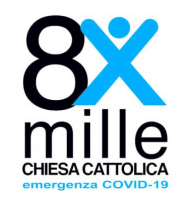 8X
mille
CHIESA CATTOLICA
emergenza COVID-19